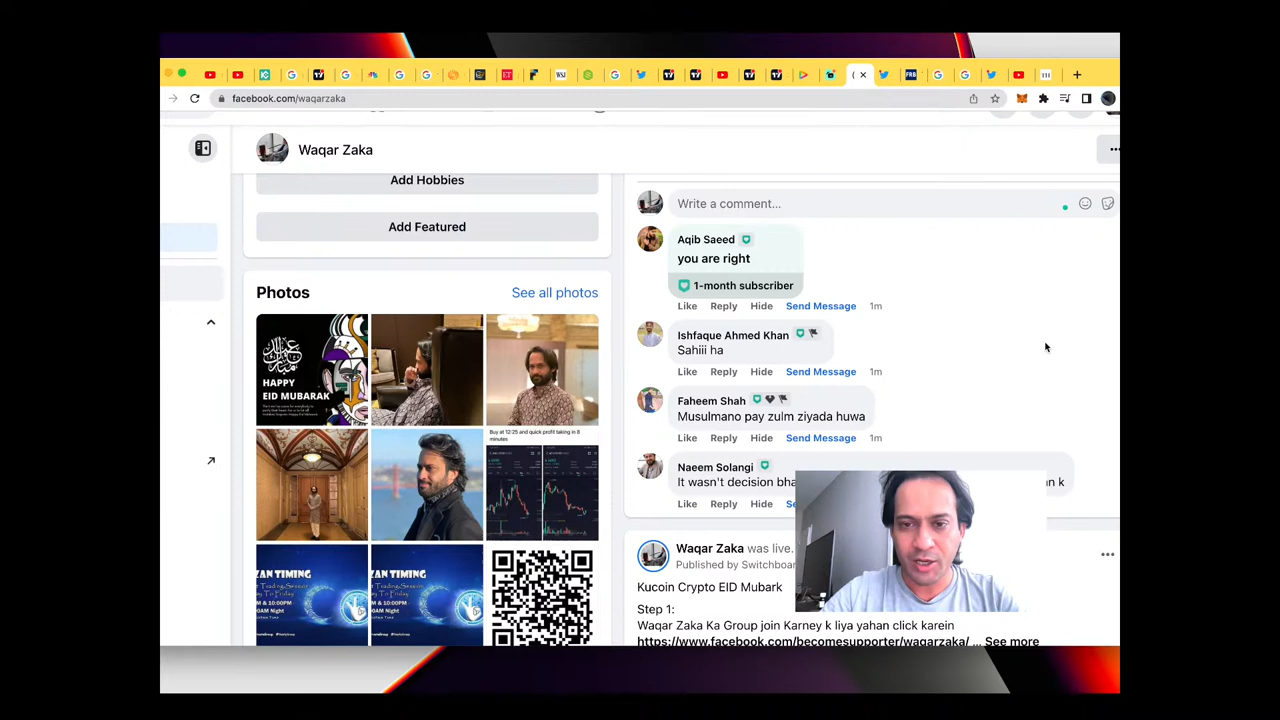 facebook.com/waqarzaka
Waqar Zaka
Add Hobbies
Add Featured
Photos
See all photos
HAPPY
EID MUBARAK
Buy at 12:25 and quick profit taking in 8
minutes
Write a comment...
Aqib Saeed
you are right
1-month subscriber
Like Reply Hide Send Message 1m
Ishfaque Ahmed Khan
Sahiii ha
Like Reply Hide Send Message 1m
Faheem Shah
Musalmano pay zulm ziyada huwa
Like Reply Hide Send Message 1m
Naeem Solangi
It wasn't decision bha
Like Reply Hide
Waqar Zaka was live.
Published by Switchboar
Kucoin Crypto EID Mubark
Step 1:
Waqar Zaka Ka Group join Karney k liya yahan click karein
https://www.facebook.com/becomesupporter/waqarzaka/ ... See more